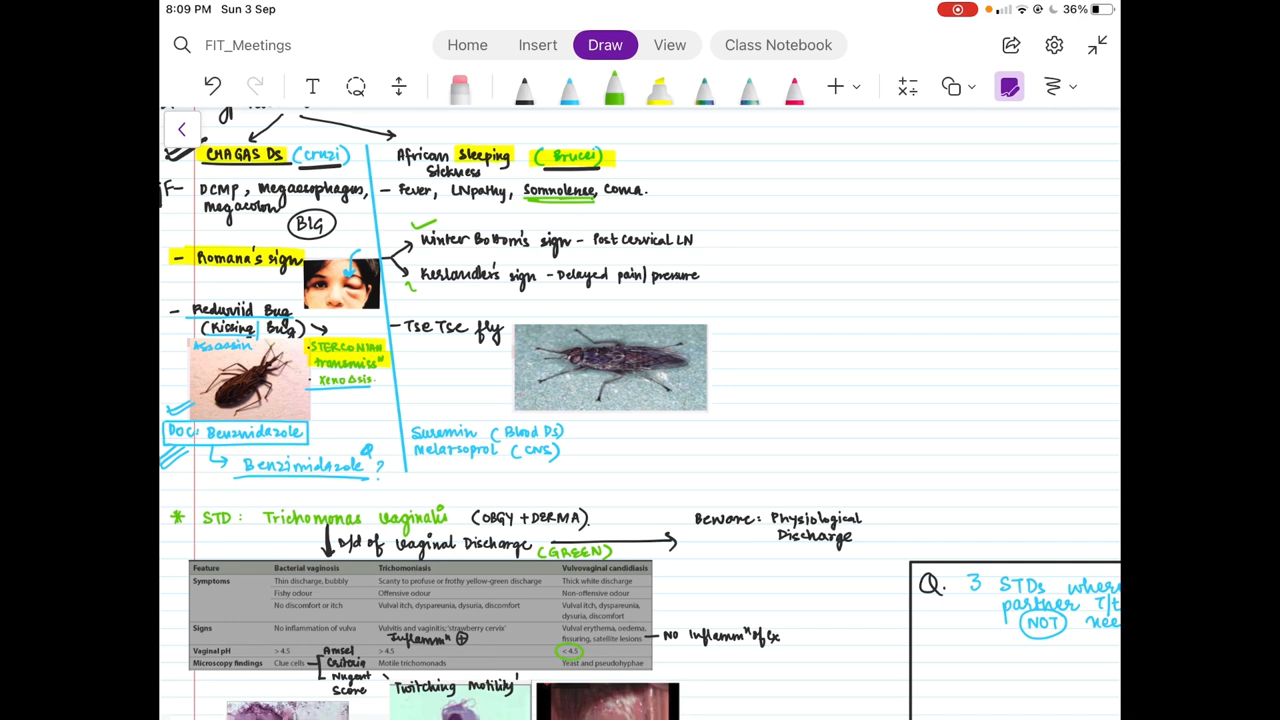 8:09 PM Sun 3 Sep
36%
FIT_Meetings
Home Insert Draw View Class Notebook
CHAGAS Ds (cruzi)
African Sleeping Sickness (Brucei)
DCMP, Megaesophagus, Megacolon
BIG
- Fever, LNpathy, Somnolense, Coma.
- Romana's sign
Winter Bottom's sign - Post Cervical LN
Kerlander's sign - Delayed pain/pressure
- Reduviid Bug
(Kissing Bug)
Assassin
• STERCORIAN
transmissⁿ
• Xenodsis.
- Tse Tse fly
DOC: Benznidazole
Benzimidazole ?
Q
Suramin (Blood Ds)
Melarsoprol (CNS)
* STD: Trichomonas Vaginalis (OBGY + DERMA).
D/d of Vaginal Discharge
(GREEN)
Beware: Physiological
Discharge
Feature Bacterial vaginosis Trichomoniasis Vulvovaginal candidiasis
Symptoms Thin discharge, bubbly Scanty to profuse or frothy yellow-green discharge Thick white discharge
Fishy odour Offensive odour Non-offensive odour
No discomfort or itch Vulval itch, dyspareunia, dysuria, discomfort Vulval itch, dyspareunia, dysuria, discomfort
Signs No inflammation of vulva Vulvitis and vaginitis; 'strawberry cervix' Vulval erythema, oedema, fissuring, satellite lesions
Inflammⁿ ⊕
- No Inflammⁿ of Cx
Vaginal pH > 4.5 > 4.5 < 4.5
Microscopy findings Clue cells Motile trichomonads Yeast and pseudohyphae
Amsel
Criteria
Nugent
Score
'Twitching Motility'
Q. 3 STDs where
partner T/t
NOT